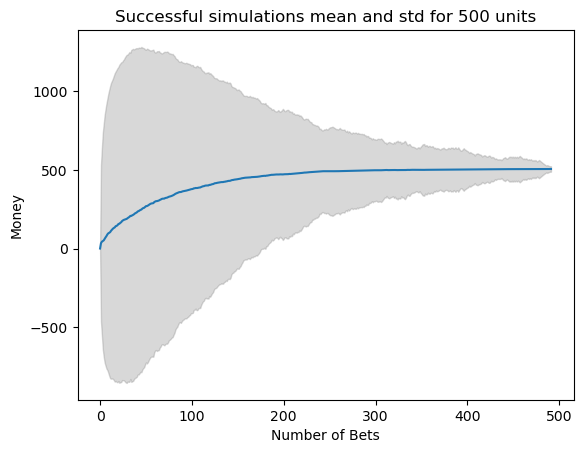 Successful simulations mean and std for 500 units
1000
500
0
−500
Money
0 100 200 300 400 500
Number of Bets